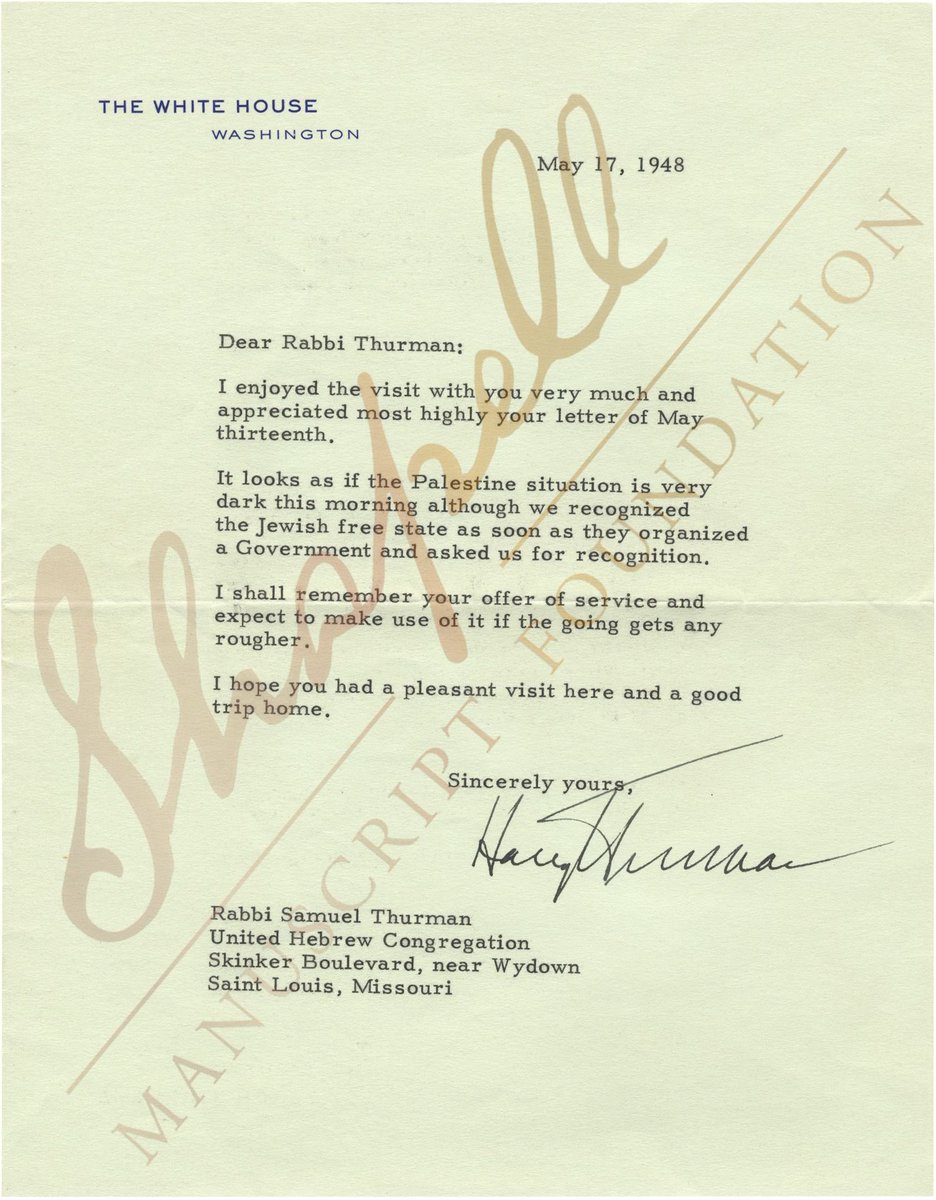 THE WHITE HOUSE
WASHINGTON
May 17, 1948
Dear Rabbi Thurman:
I enjoyed the visit with you very much and
appreciated most highly your letter of May
thirteenth.
It looks as if the Palestine situation is very
dark this morning although we recognized
the Jewish free state as soon as they organized
a Government and asked us for recognition.
I shall remember your offer of service and
expect to make use of it if the going gets any
rougher.
I hope you had a pleasant visit here and a good
trip home.
Sincerely yours,
Harry Truman
Rabbi Samuel Thurman
United Hebrew Congregation
Skinker Boulevard, near Wydown
Saint Louis, Missouri
Shapell
MANUSCRIPT FOUNDATION